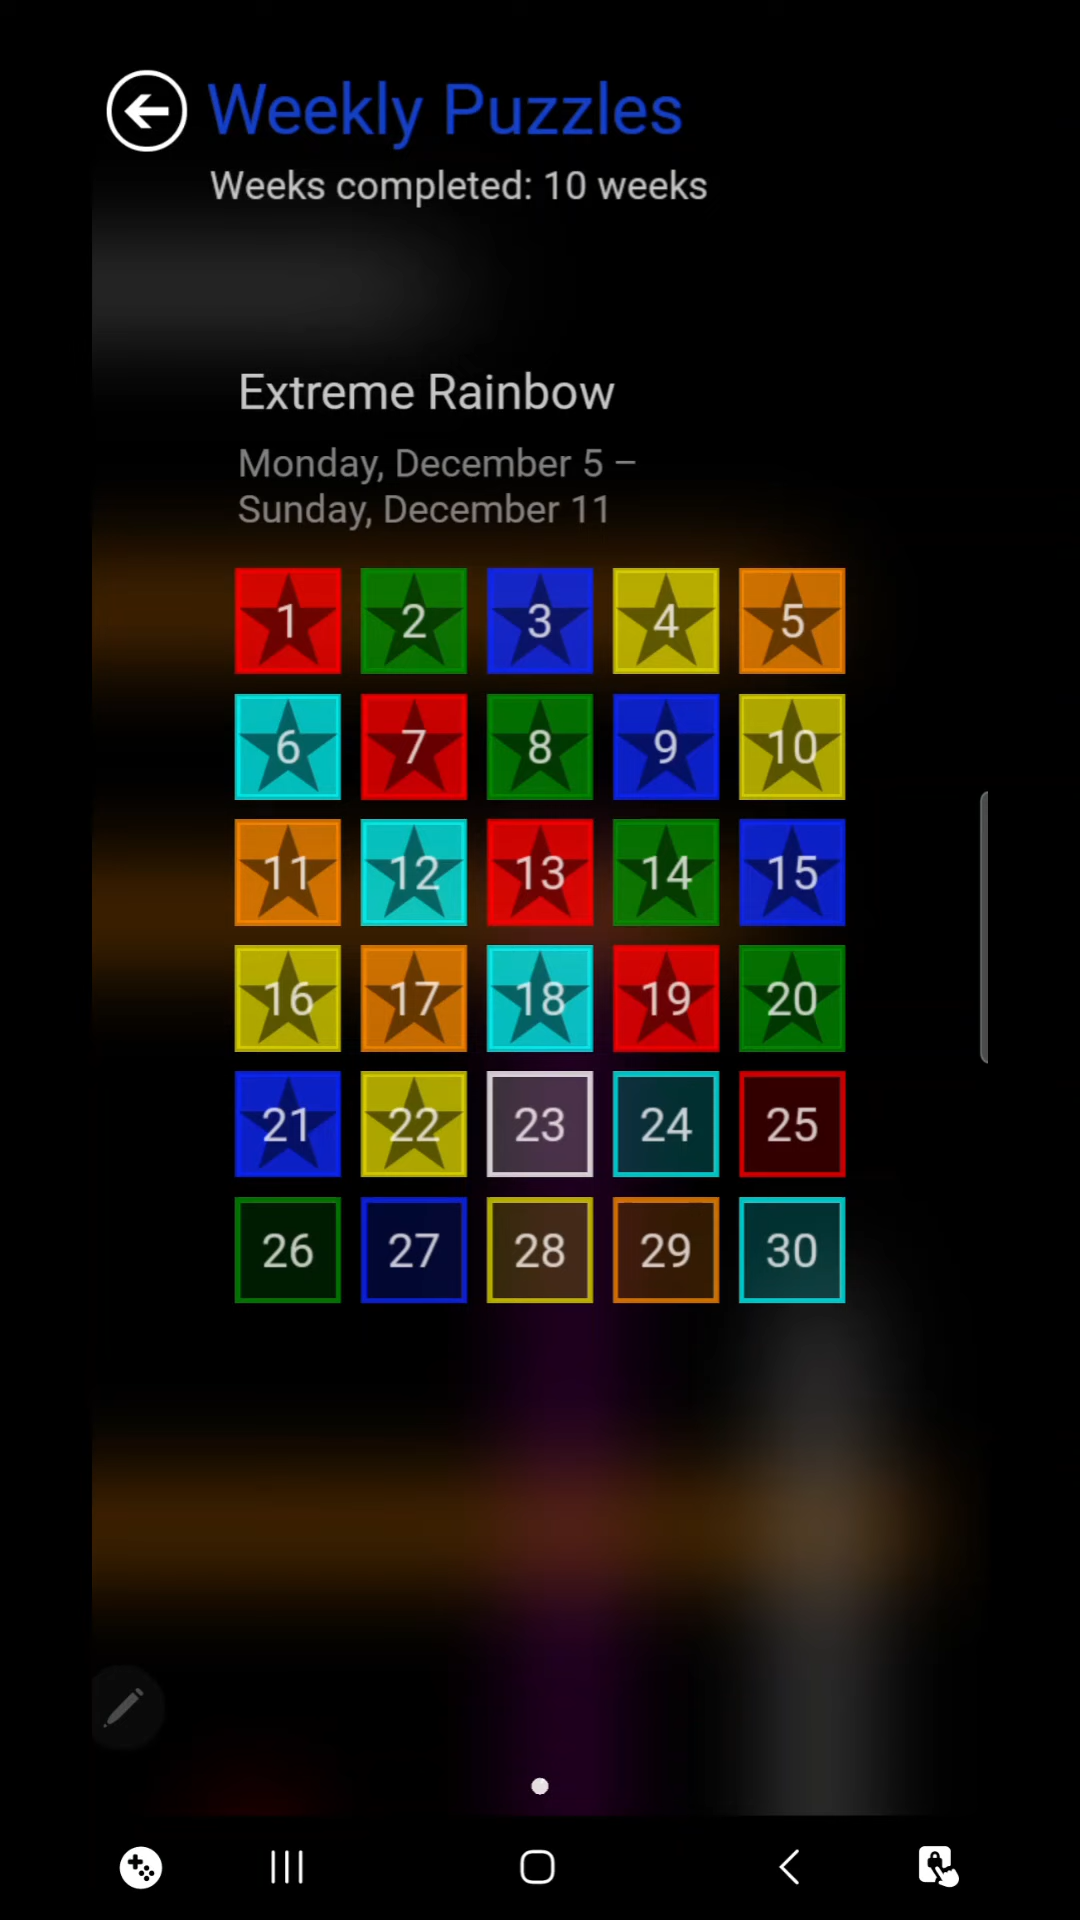 Weekly Puzzles
Weeks completed: 10 weeks
Extreme Rainbow
Monday, December 5 –
Sunday, December 11
1 2 3 4 5
6 7 8 9 10
11 12 13 14 15
16 17 18 19 20
21 22 23 24 25
26 27 28 29 30